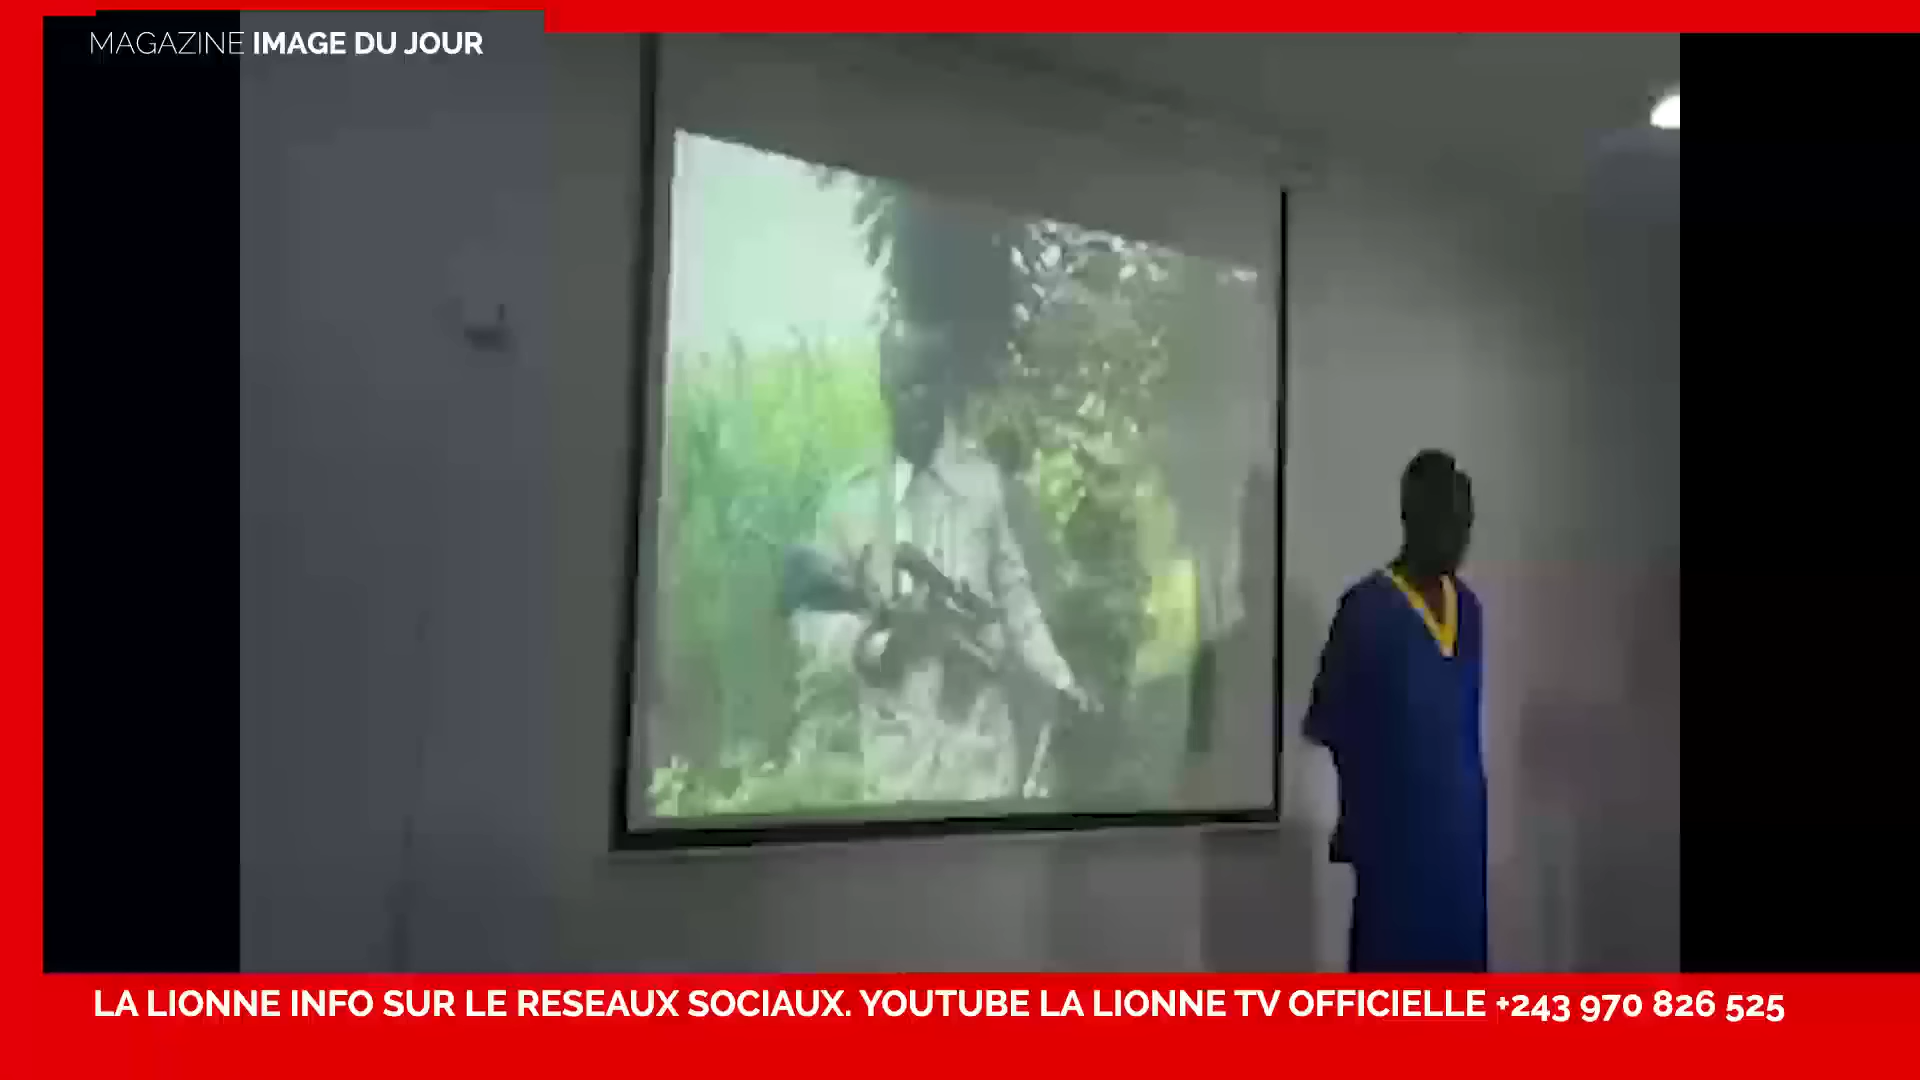 MAGAZINE IMAGE DU JOUR
LA LIONNE INFO SUR LE RESEAUX SOCIAUX. YOUTUBE LA LIONNE TV OFFICIELLE +243 970 826 525